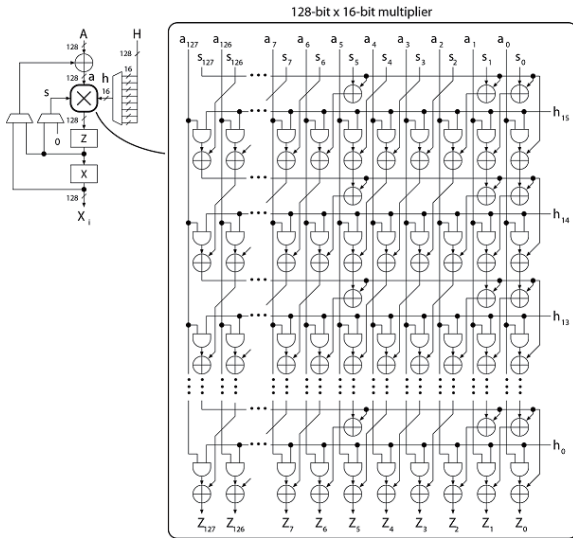 128-bit x 16-bit multiplier
A H
128 128
128 a h 16
s 16
128
0
Z
X
128
X i
a127 a126 a7 a6 a5 a4 a3 a2 a1 a0
s127 s126 s7 s6 s5 s4 s3 s2 s1 s0
h15
h14
h13
h0
Z127 Z126 Z7 Z6 Z5 Z4 Z3 Z2 Z1 Z0